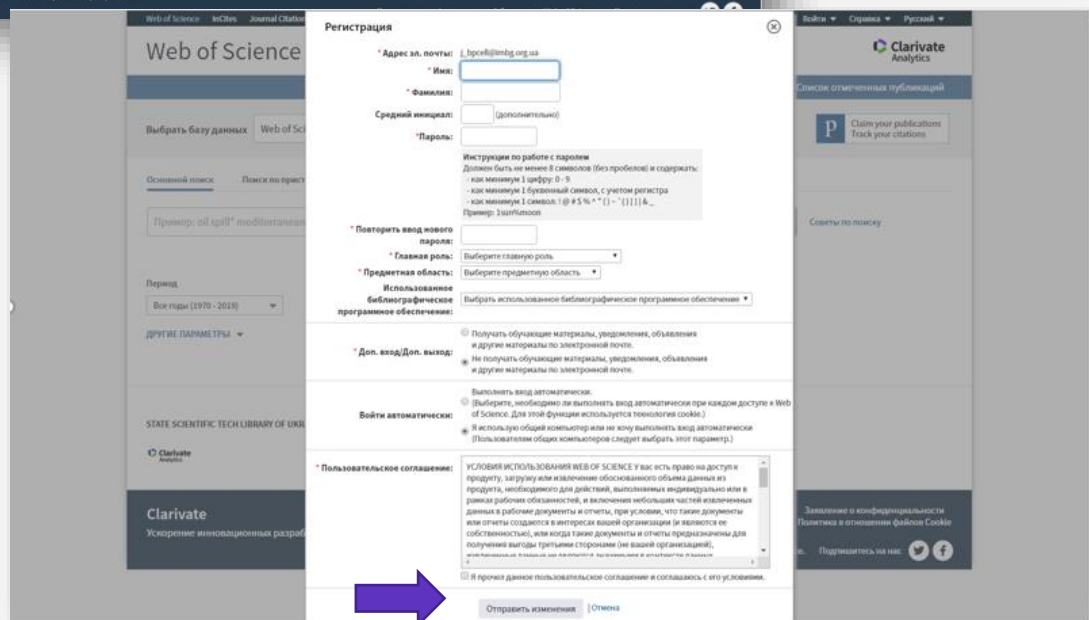 Web of Science InCites Journal Citation
Войти Справка Русский
Web of Science
Clarivate
Analytics
Список отмеченных публикаций
Выбрать базу данных Web of Sci
Claim your publications
Track your citations
Основной поиск Поиск по прист
Пример: oil spill* mediterranean
Советы по поиску
Период
Все годы (1970 - 2019)
ДРУГИЕ ПАРАМЕТРЫ
STATE SCIENTIFIC TECH LIBRARY OF UKR
Clarivate
Analytics
Clarivate
Ускорение инновационных разраб
Заявление о конфиденциальности
Политика в отношении файлов Cookie
Подпишитесь на нас
Регистрация
* Адрес эл. почты: j_bpcell@imbg.org.ua
* Имя:
* Фамилия:
Средний инициал: (дополнительно)
*Пароль:
Инструкции по работе с паролем
Должен быть не менее 8 символов (без пробелов) и содержать:
- как минимум 1 цифру: 0 - 9
- как минимум 1 буквенный символ, с учетом регистра
- как минимум 1 символ: ! @ # $ % ^ * ( ) ~ ` { } [ ] | & _
Пример: 1sun%moon
* Повторить ввод нового
пароля:
* Главная роль: Выберите главную роль
* Предметная область: Выберите предметную область
Использованное
библиографическое
программное обеспечение: Выбрать использованное библиографическое программное обеспечение
* Доп. вход/Доп. выход:
Получать обучающие материалы, уведомления, объявления
и другие материалы по электронной почте.
Не получать обучающие материалы, уведомления, объявления
и другие материалы по электронной почте.
Войти автоматически:
Выполнять вход автоматически.
(Выберите, необходимо ли выполнять вход автоматически при каждом доступе к Web
of Science. Для этой функции используется технология cookie.)
Я использую общий компьютер или не хочу выполнять вход автоматически
(Пользователям общих компьютеров следует выбрать этот параметр.)
* Пользовательское соглашение:
УСЛОВИЯ ИСПОЛЬЗОВАНИЯ WEB OF SCIENCE У вас есть право на доступ к
продукту, загрузку или извлечение обоснованного объема данных из
продукта, необходимого для действий, выполняемых индивидуально или в
рамках рабочих обязанностей, и включения небольших частей извлеченных
данных в рабочие документы и отчеты, при условии, что такие документы
или отчеты создаются в интересах вашей организации (и являются ее
собственностью), или когда такие документы и отчеты предназначены для
получения выгоды третьими сторонами (не вашей организацией),
Я прочел данное пользовательское соглашение и соглашаюсь с его условиями.
Отправить изменения | Отмена